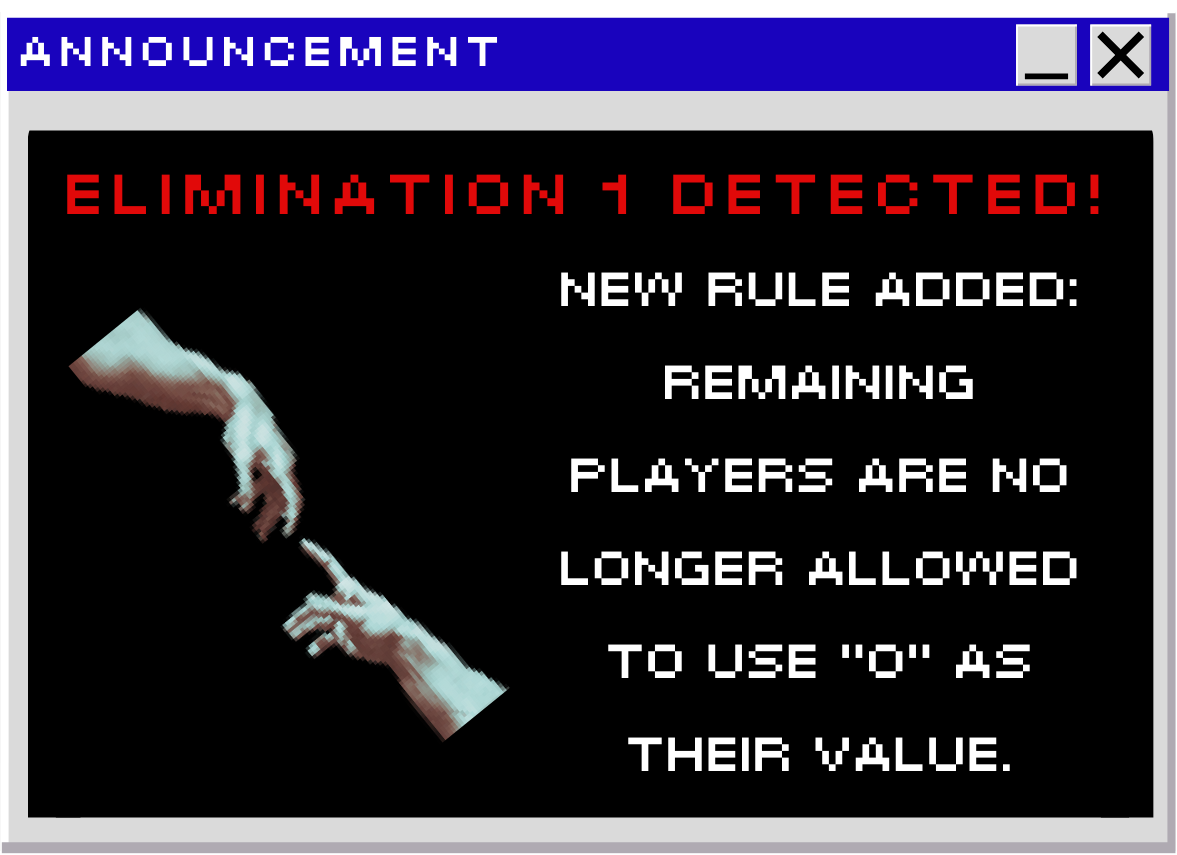 ANNOUNCEMENT
ELIMINATION 1 DETECTED!
NEW RULE ADDED:
REMAINING
PLAYERS ARE NO
LONGER ALLOWED
TO USE "0" AS
THEIR VALUE.